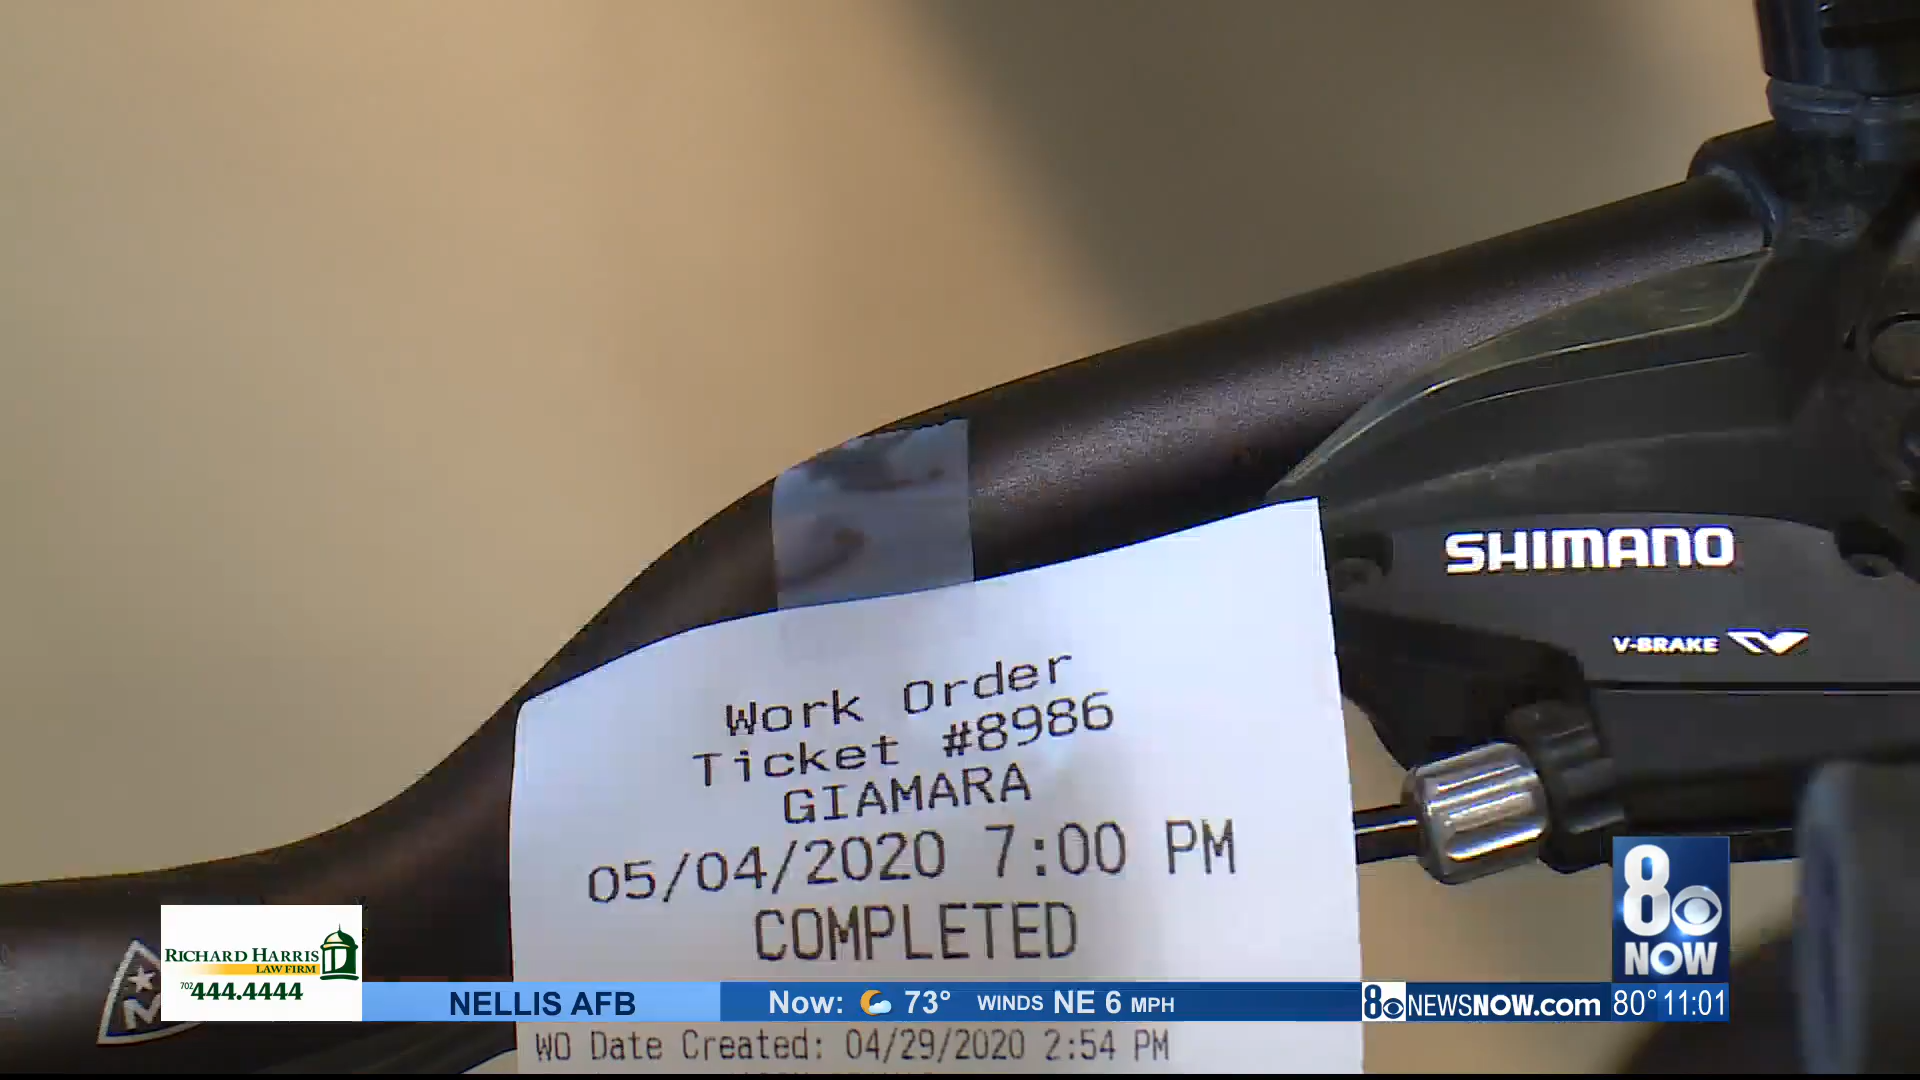 SHIMANO
V-BRAKE
Work Order
Ticket #8986
GIAMARA
05/04/2020 7:00 PM
COMPLETED
8
NOW
RICHARD HARRIS
LAW FIRM
702 444.4444
NELLIS AFB
Now: 73° WINDS NE 6 MPH
8NEWSNOW.com 80° 11:01
WO Date Created: 04/29/2020 2:54 PM